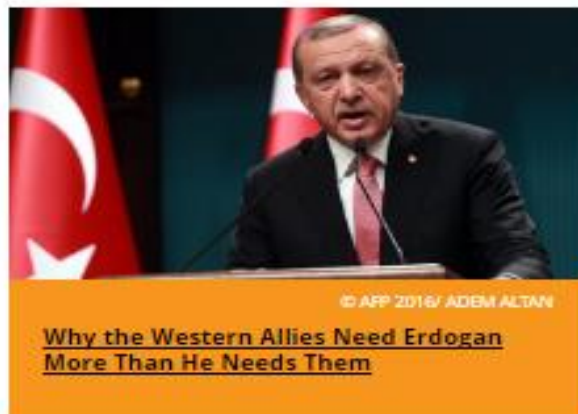 © AFP 2016/ ADEM ALTAN
Why the Western Allies Need Erdogan
More Than He Needs Them